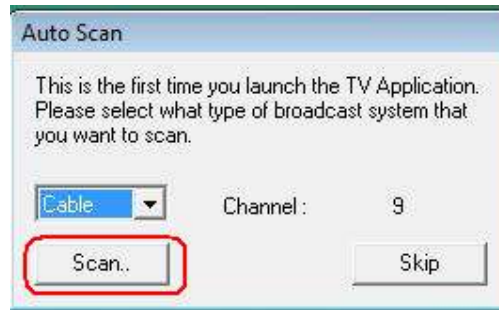 Auto Scan
This is the first time you launch the TV Application.
Please select what type of broadcast system that
you want to scan.
Cable Channel : 9
Scan.. Skip